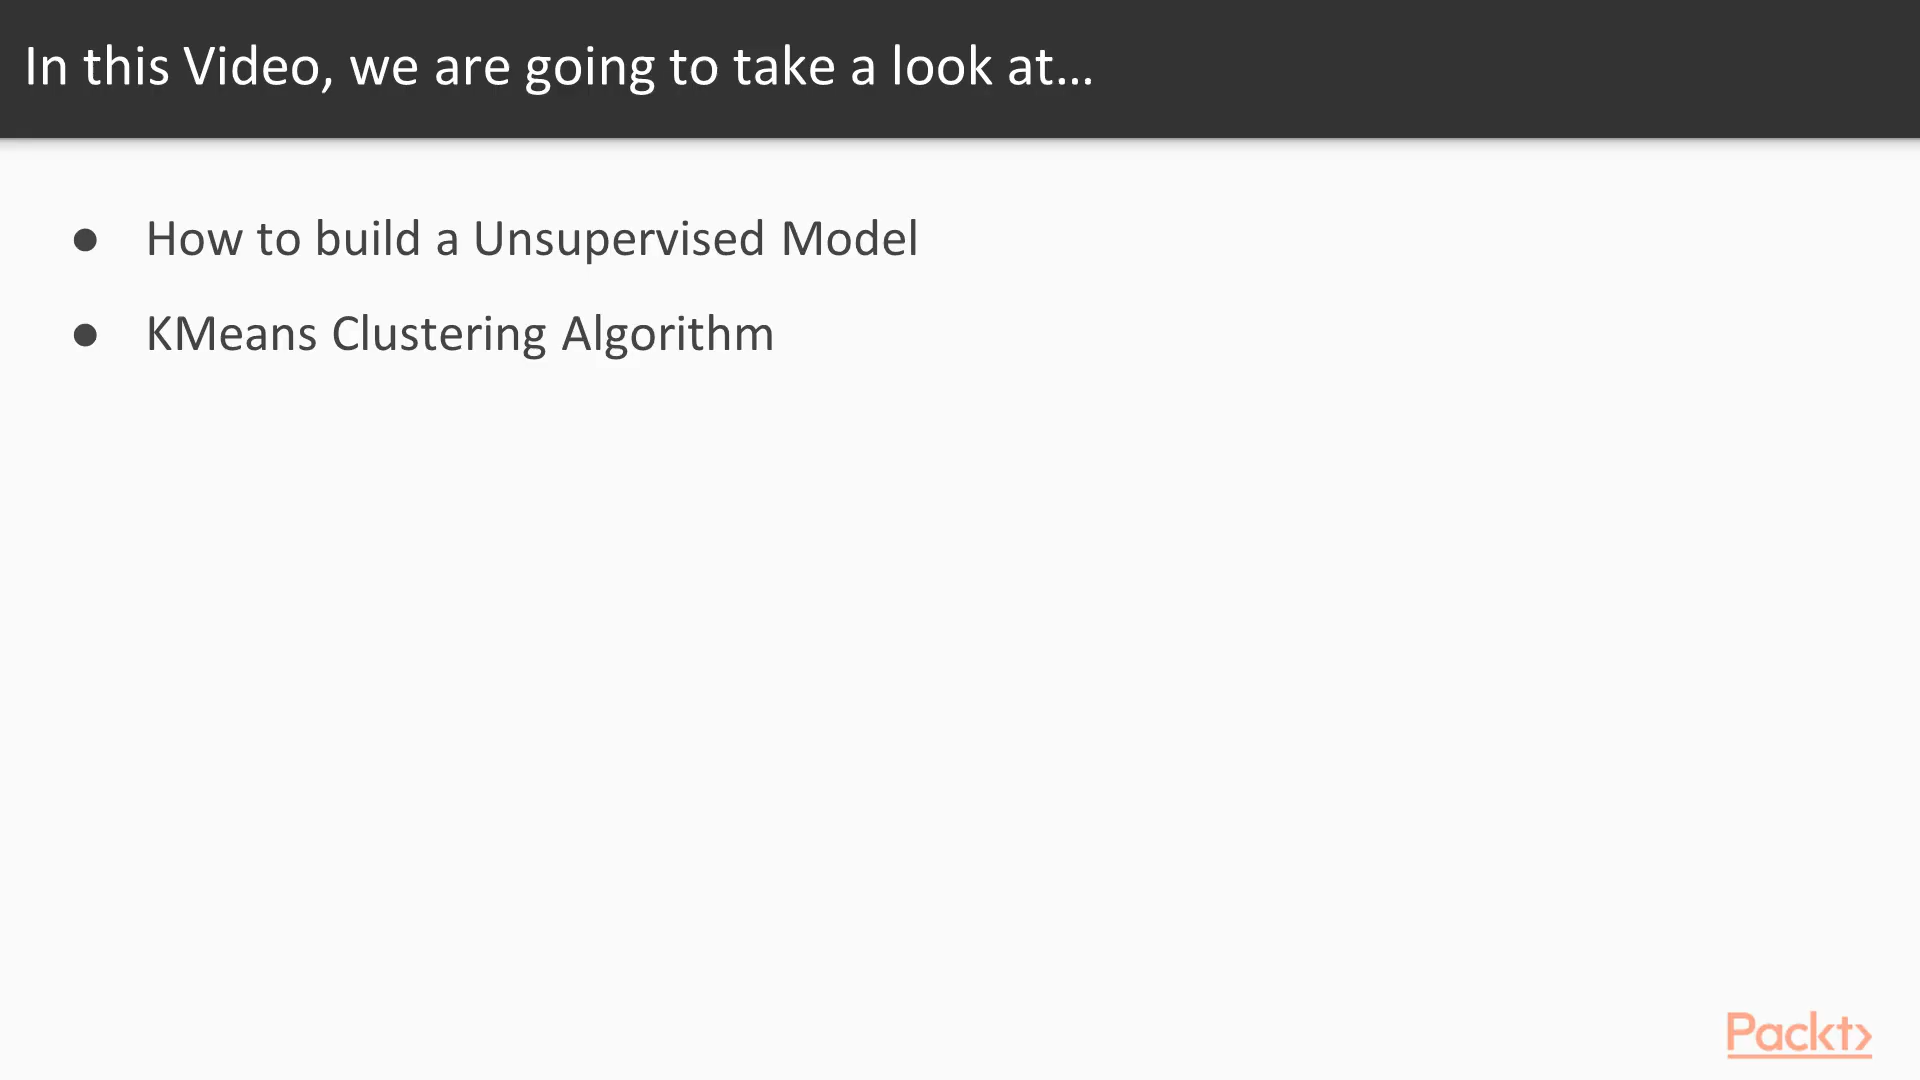 In this Video, we are going to take a look at...
● How to build a Unsupervised Model
● KMeans Clustering Algorithm
Packt>